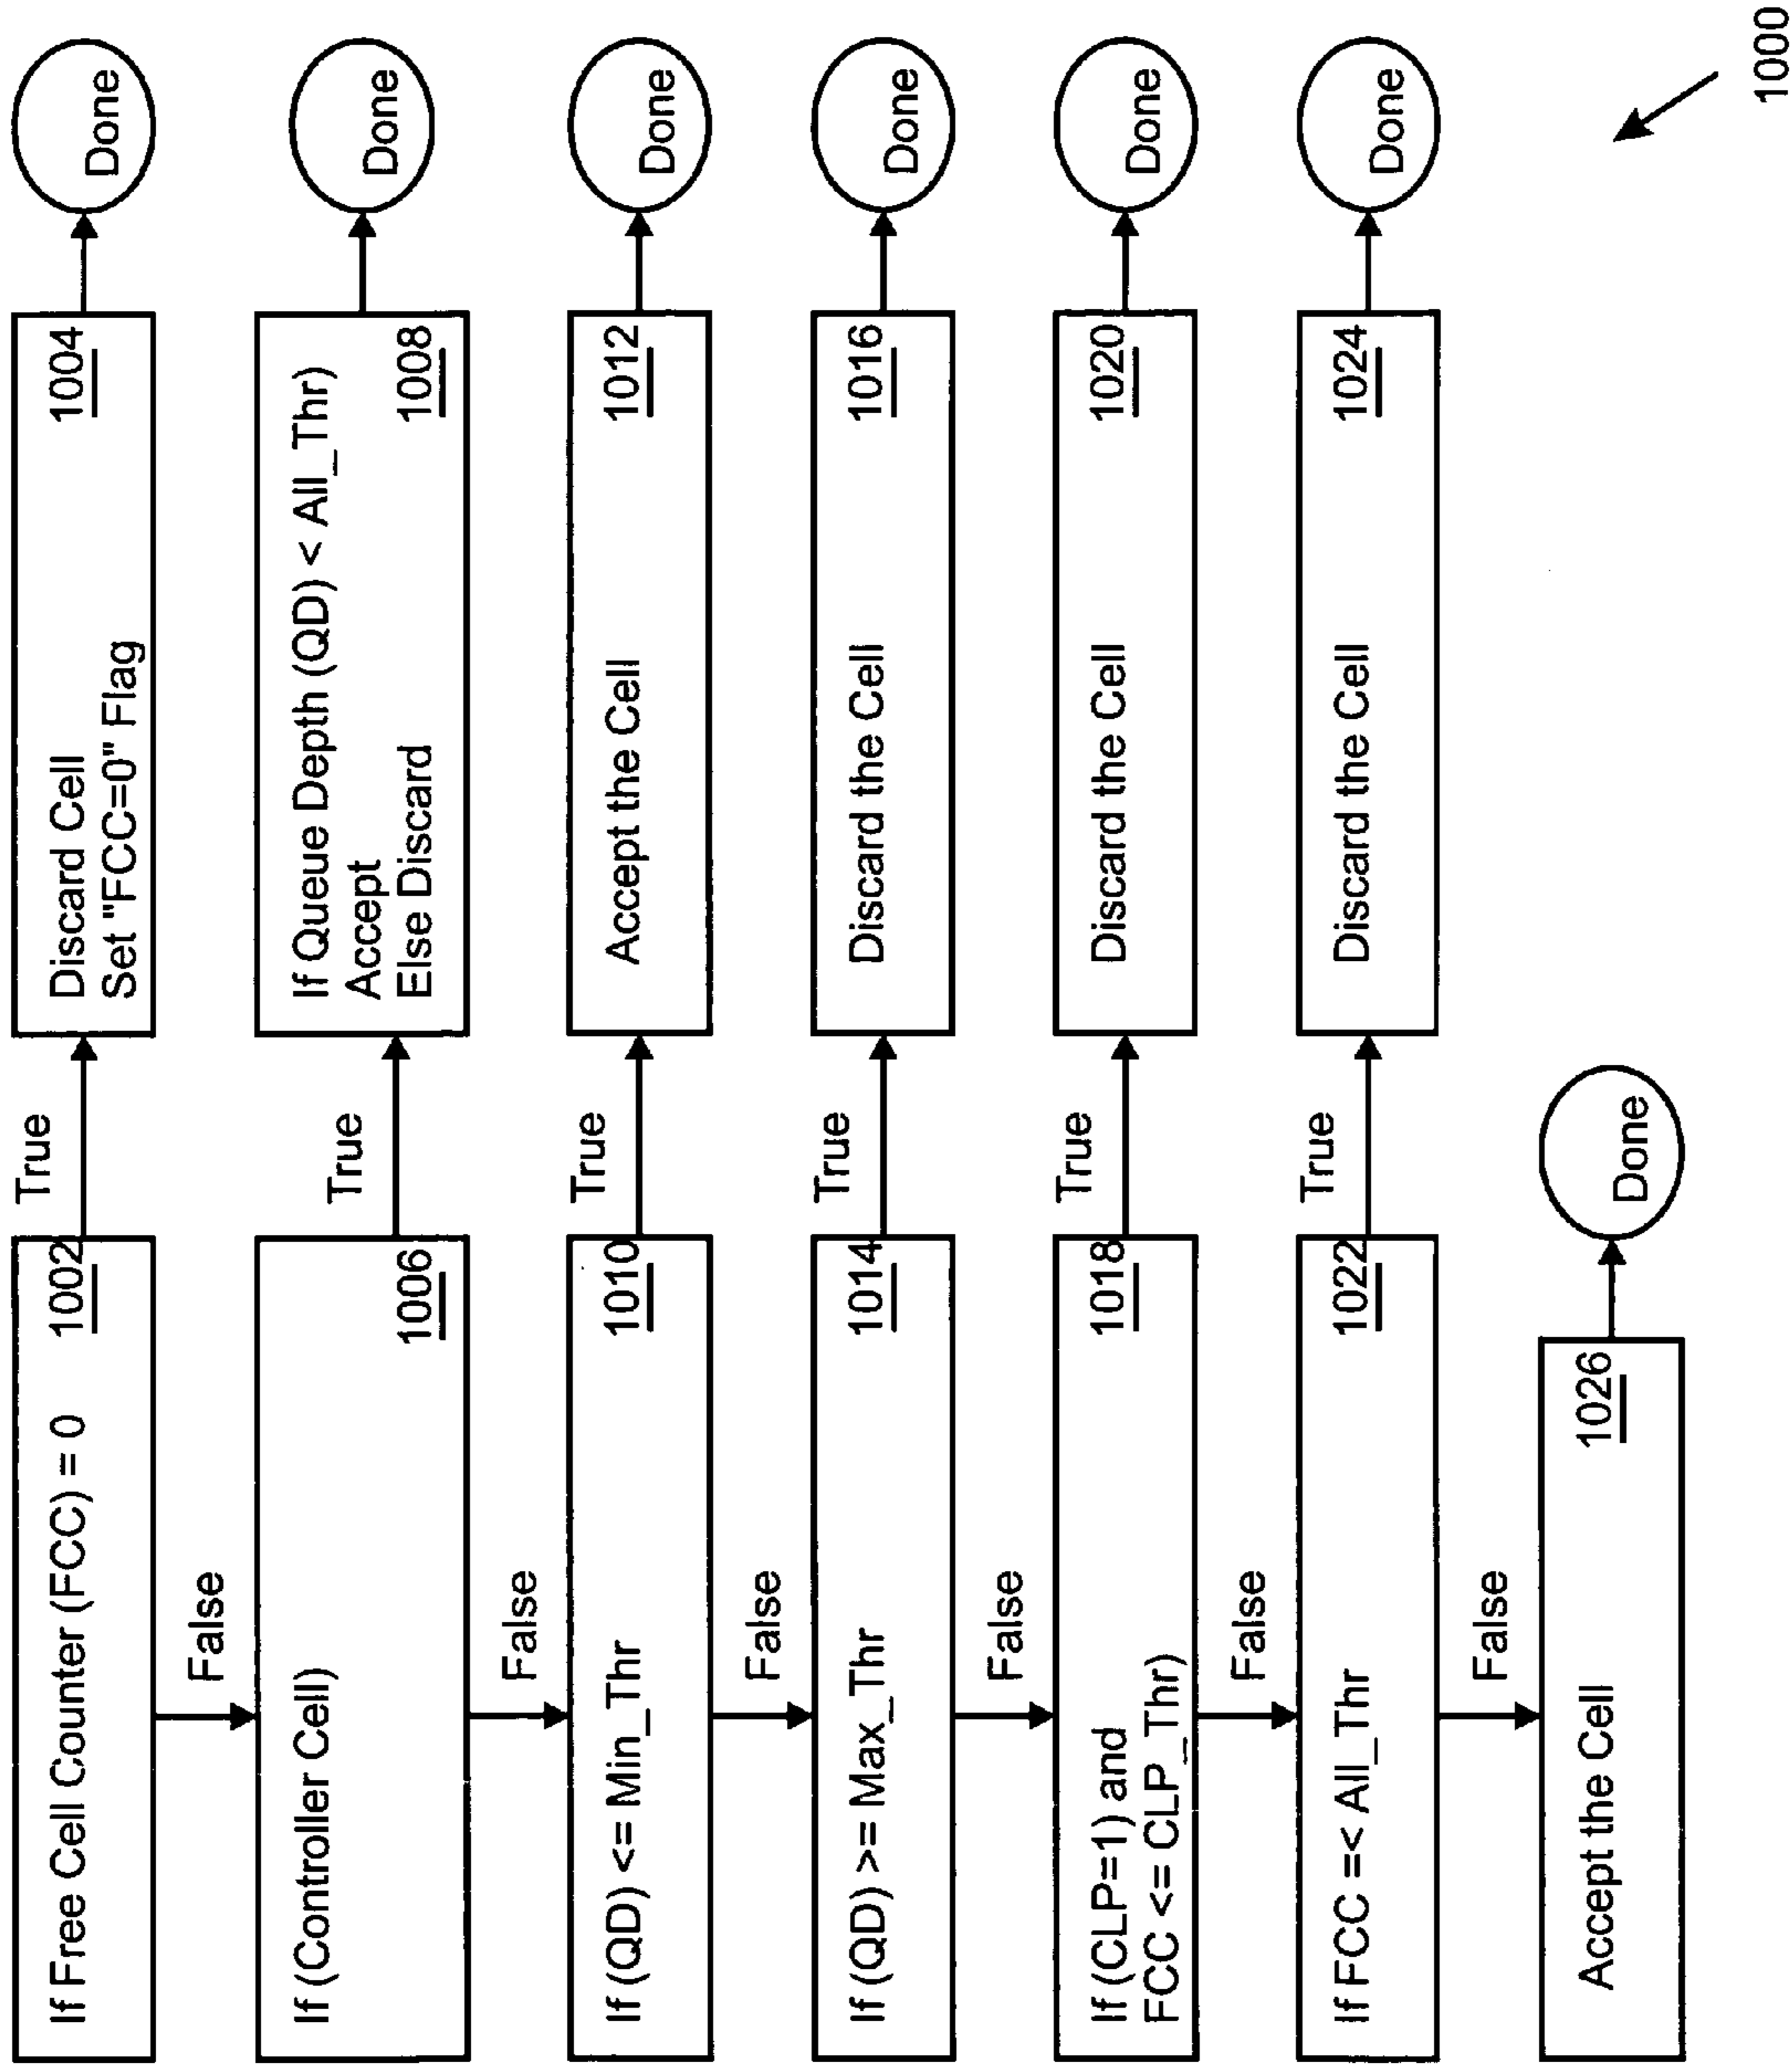 If Free Cell Counter (FCC) = 0 1002
True
Discard Cell 1004
Set "FCC=0" Flag
Done
False
If (Controller Cell)
1006
True
If Queue Depth (QD) < All_Thr)
Accept
Else Discard 1008
Done
False
If (QD) <= Min_Thr 1010
True
Accept the Cell 1012
Done
False
If (QD) >= Max_Thr 1014
True
Discard the Cell 1016
Done
False
If (CLP=1) and 1018
FCC <= CLP_Thr)
True
Discard the Cell 1020
Done
False
If FCC =< All_Thr 1022
True
Discard the Cell 1024
Done
False
Accept the Cell 1026
Done
1000